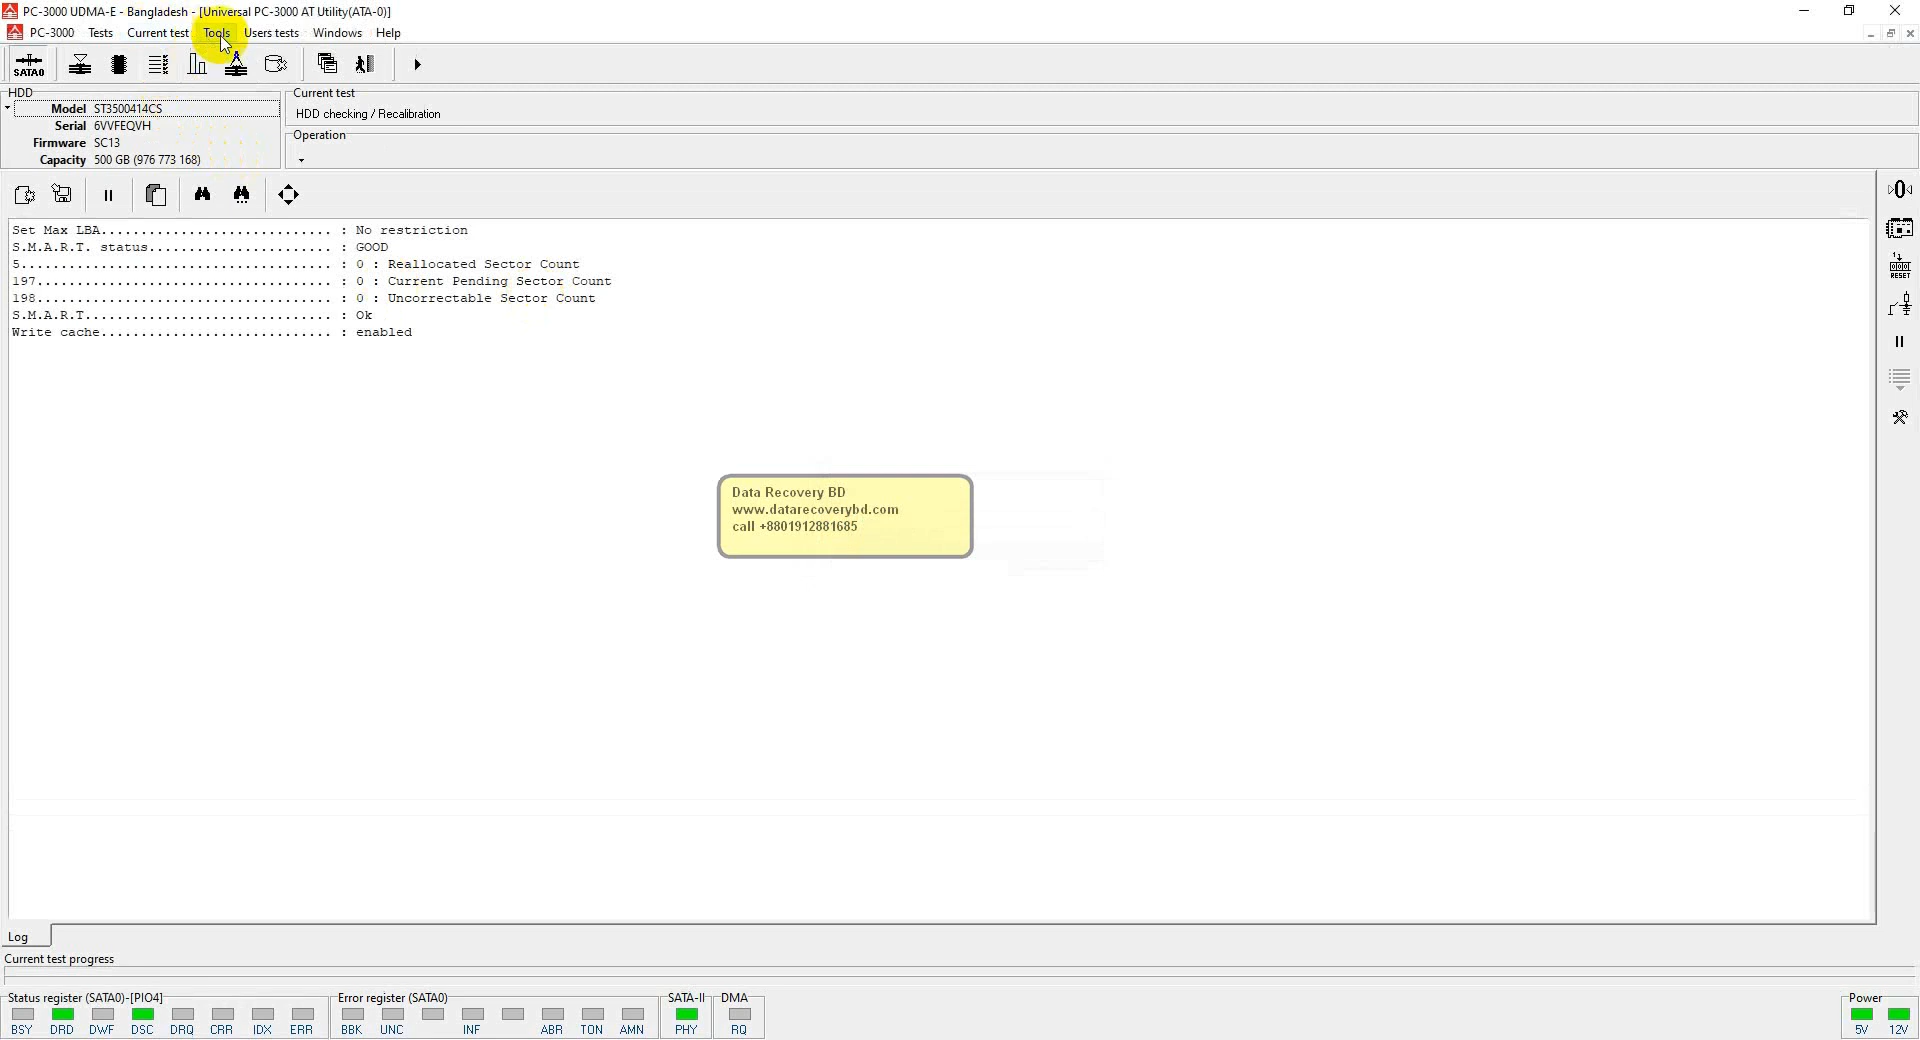 PC-3000 UDMA-E - Bangladesh - [Universal PC-3000 AT Utility(ATA-0)]
PC-3000 Tests Current test Tools Users tests Windows Help
SATA0
HDD
Model ST3500414CS
Serial 6VVFEQVH
Firmware SC13
Capacity 500 GB (976 773 168)
Current test
HDD checking / Recalibration
Operation
Set Max LBA............................. : No restriction
S.M.A.R.T. status....................... : GOOD
5....................................... : 0 : Reallocated Sector Count
197..................................... : 0 : Current Pending Sector Count
198..................................... : 0 : Uncorrectable Sector Count
S.M.A.R.T............................... : Ok
Write cache............................. : enabled
Data Recovery BD
www.datarecoverybd.com
call +8801912881685
RESET
Log
Current test progress
Status register (SATA0)-[PIO4]
BSY DRD DWF DSC DRQ CRR IDX ERR
Error register (SATA0)
BBK UNC INF ABR TON AMN
SATA-II
PHY
DMA
RQ
Power
5V 12V